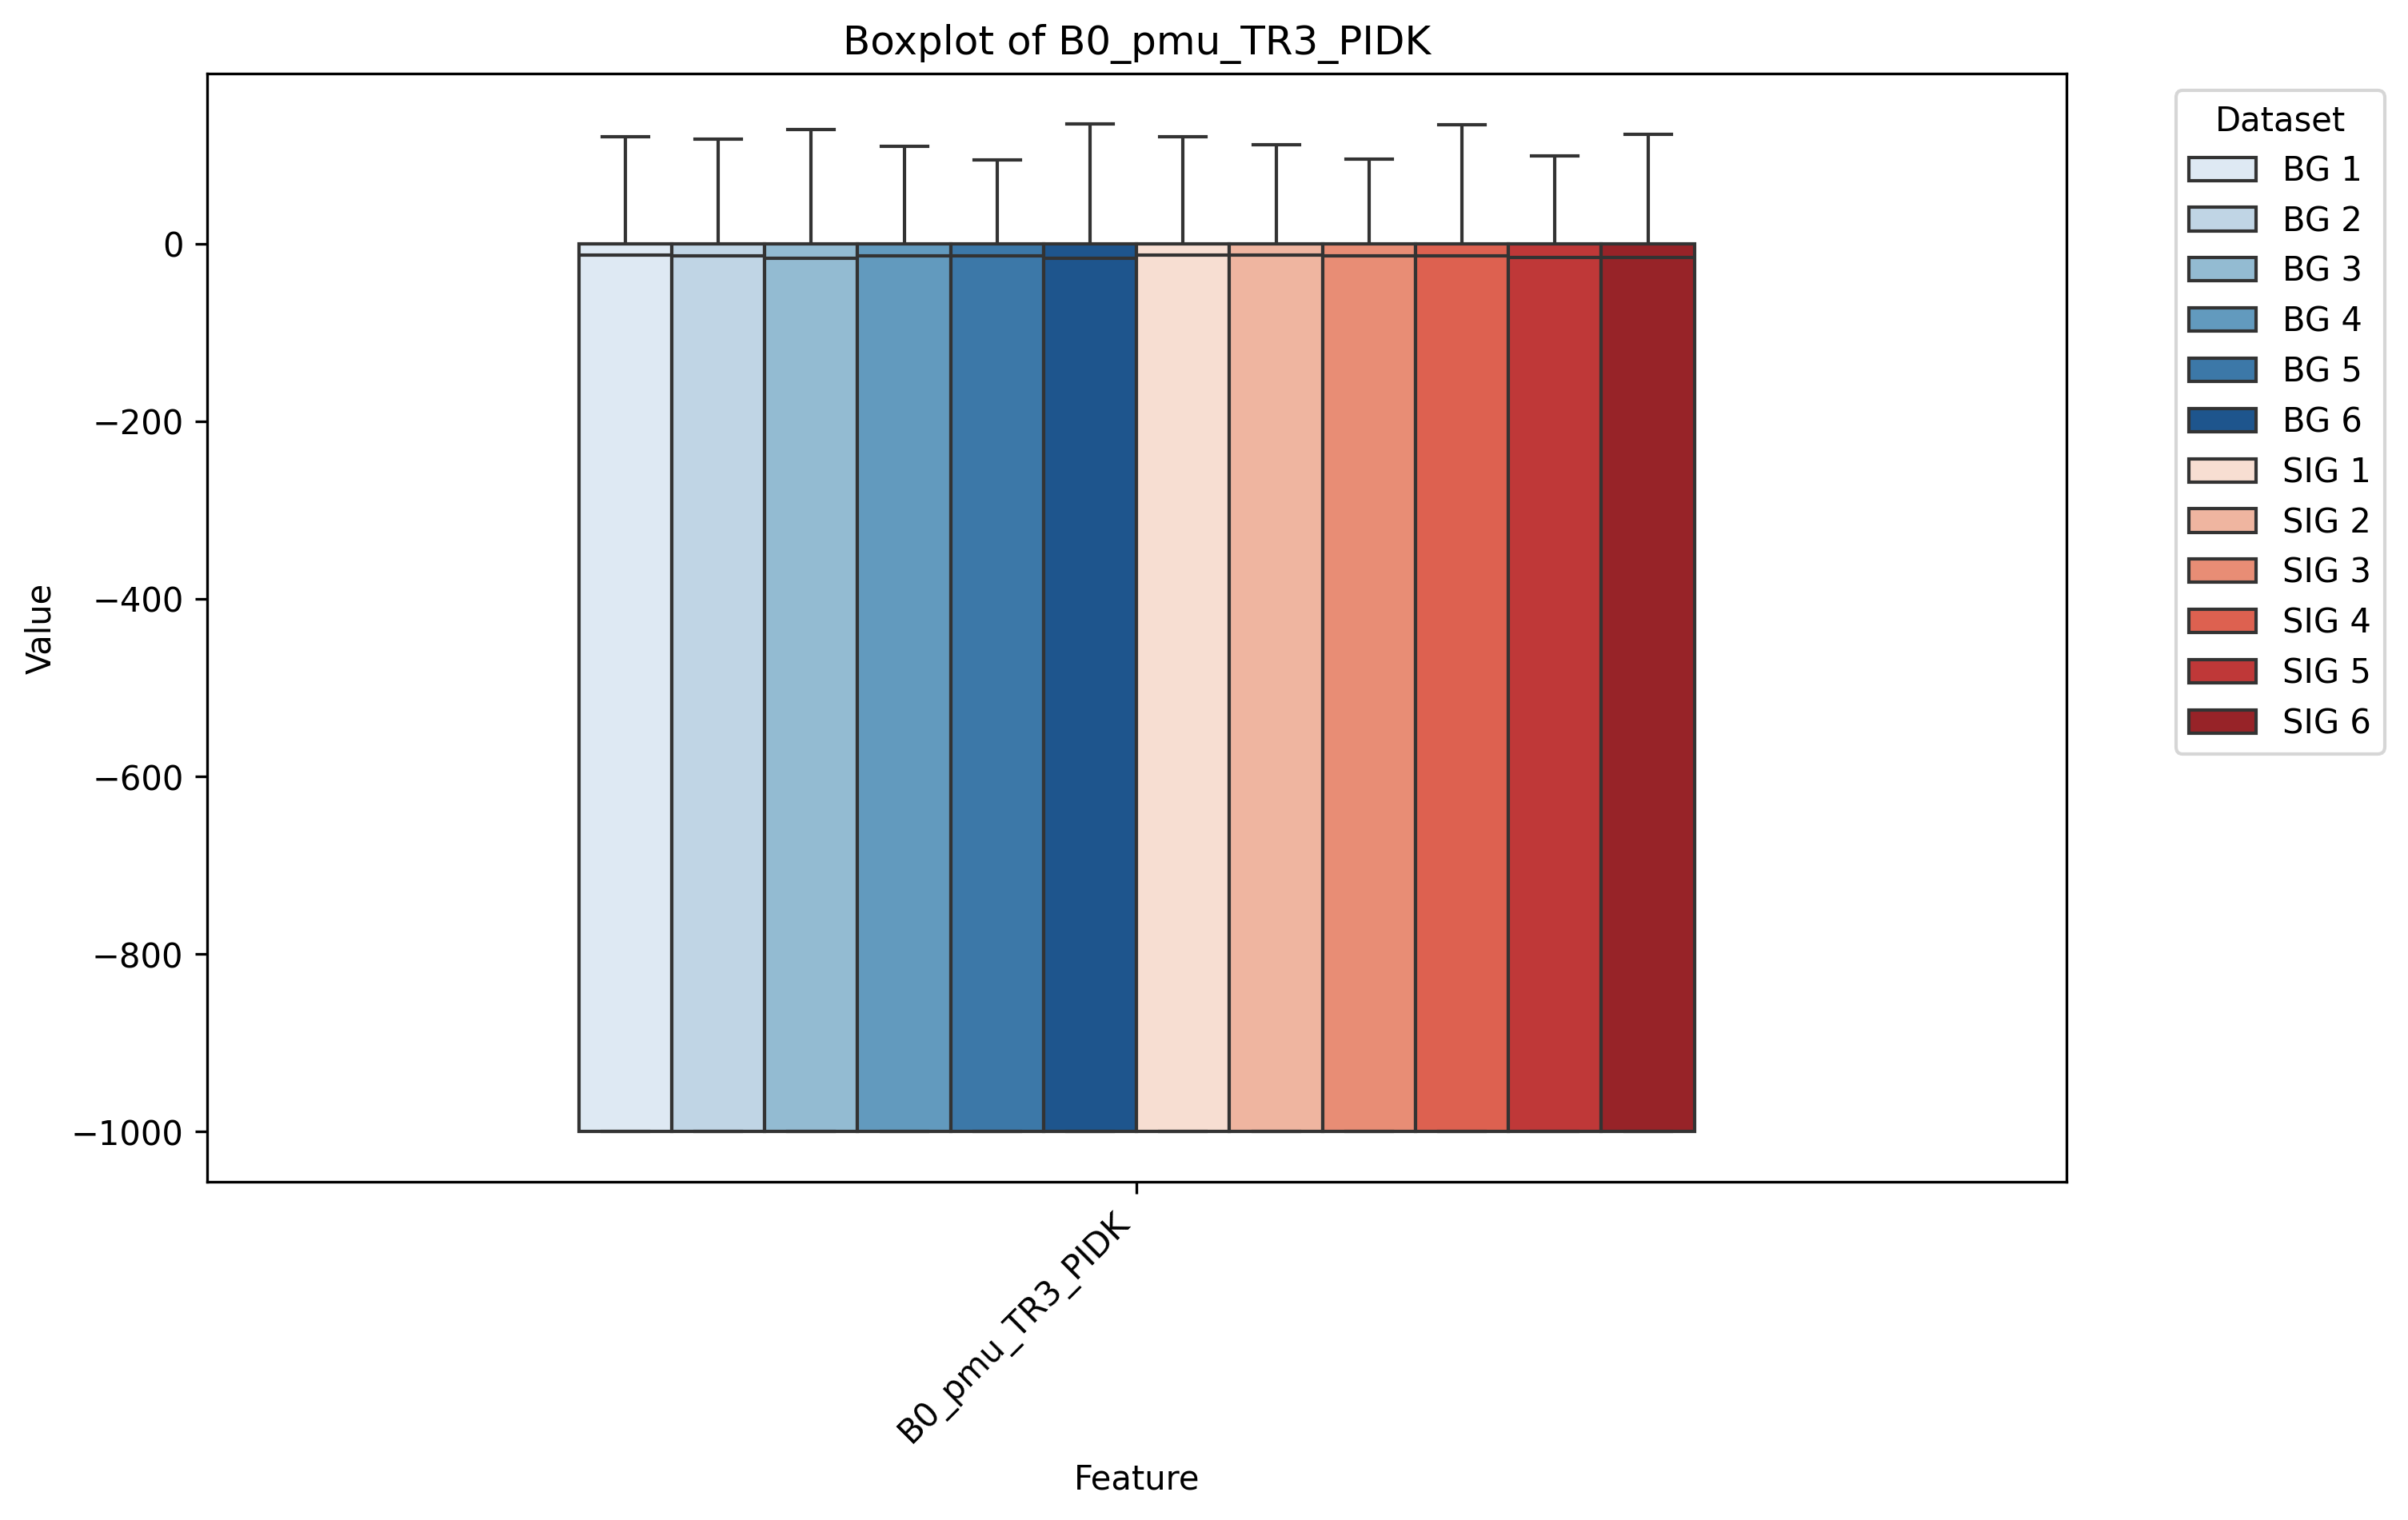 Boxplot of B0_pmu_TR3_PIDK
Value
0
−200
−400
−600
−800
−1000
B0_pmu_TR3_PIDK
Feature
Dataset
BG 1
BG 2
BG 3
BG 4
BG 5
BG 6
SIG 1
SIG 2
SIG 3
SIG 4
SIG 5
SIG 6